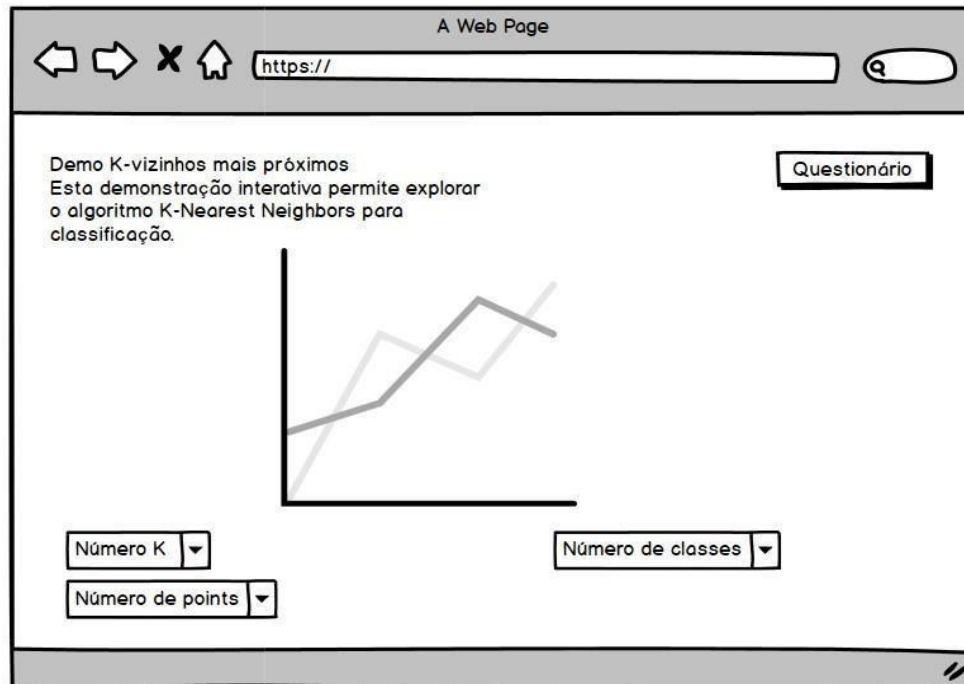 A Web Page
https://
Demo K-vizinhos mais próximos
Esta demonstração interativa permite explorar
o algoritmo K-Nearest Neighbors para
classificação.
Questionário
Número K
Número de classes
Número de points